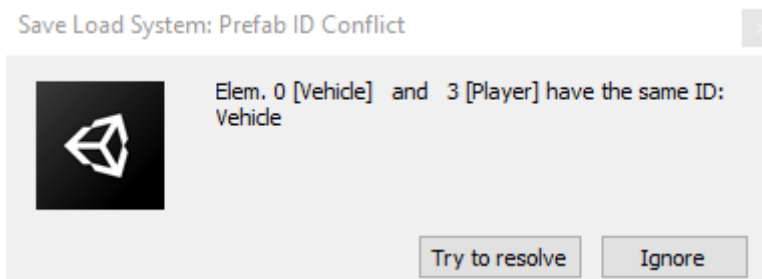 Save Load System: Prefab ID Conflict
Elem. 0 [Vehicle]   and   3 [Player] have the same ID:
Vehicle
Try to resolve
Ignore